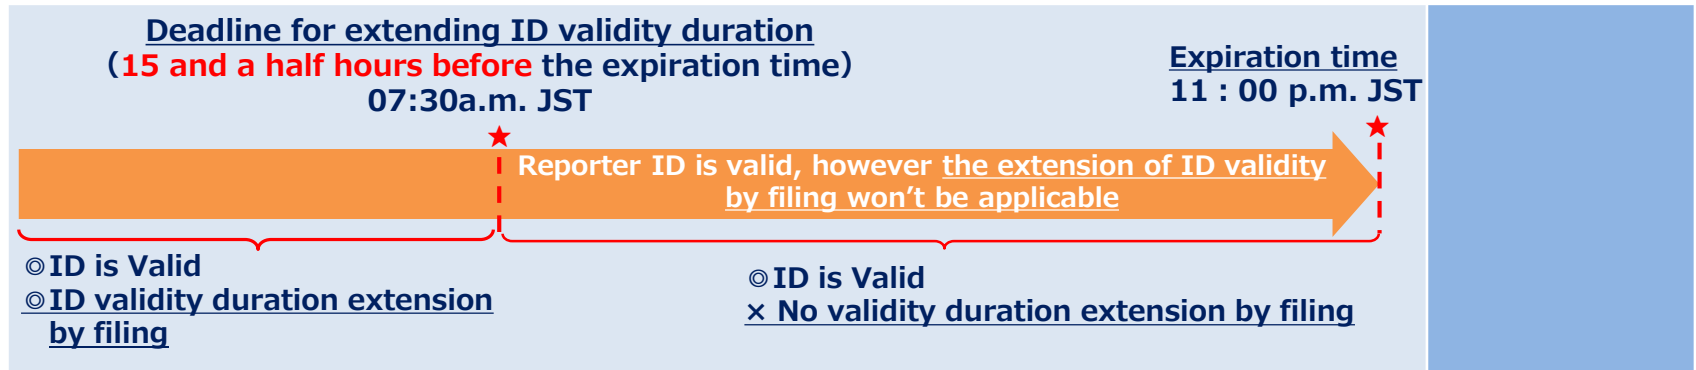 Deadline for extending ID validity duration
(15 and a half hours before the expiration time)
07:30a.m. JST
Expiration time
11 : 00 p.m. JST
Reporter ID is valid, however the extension of ID validity
by filing won’t be applicable
◎ID is Valid
◎ID validity duration extension
by filing
◎ID is Valid
× No validity duration extension by filing